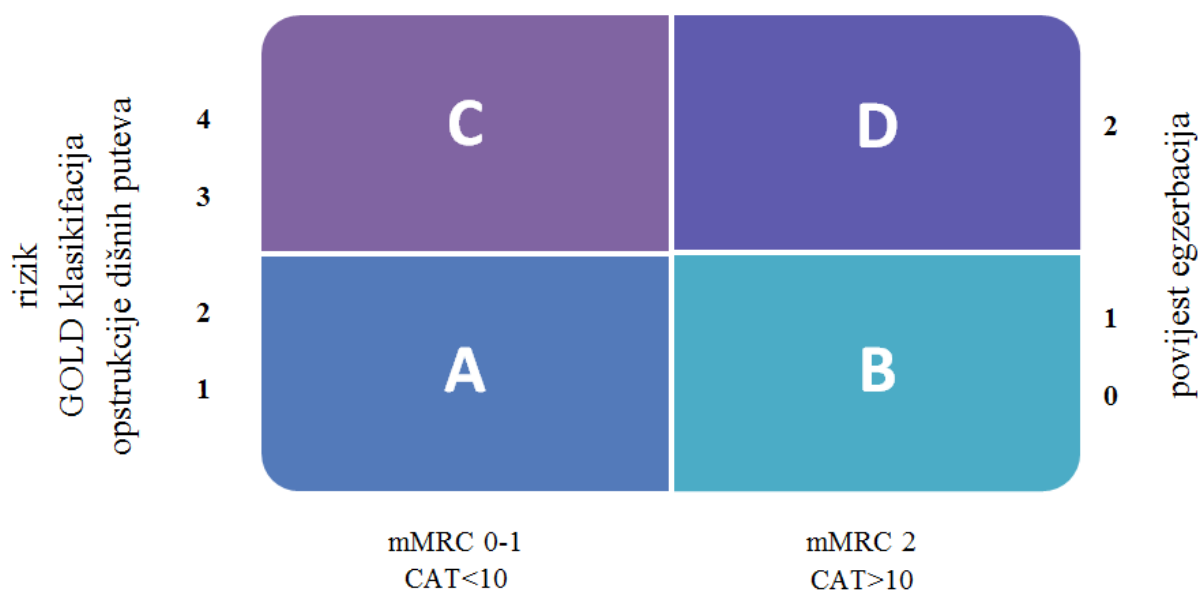 rizik
GOLD klasikifacija
opstrukcije dišnih puteva
4
3
2
1
C
D
A
B
2
1
0
povijest egzerbacija
mMRC 0-1
CAT<10
mMRC 2
CAT>10